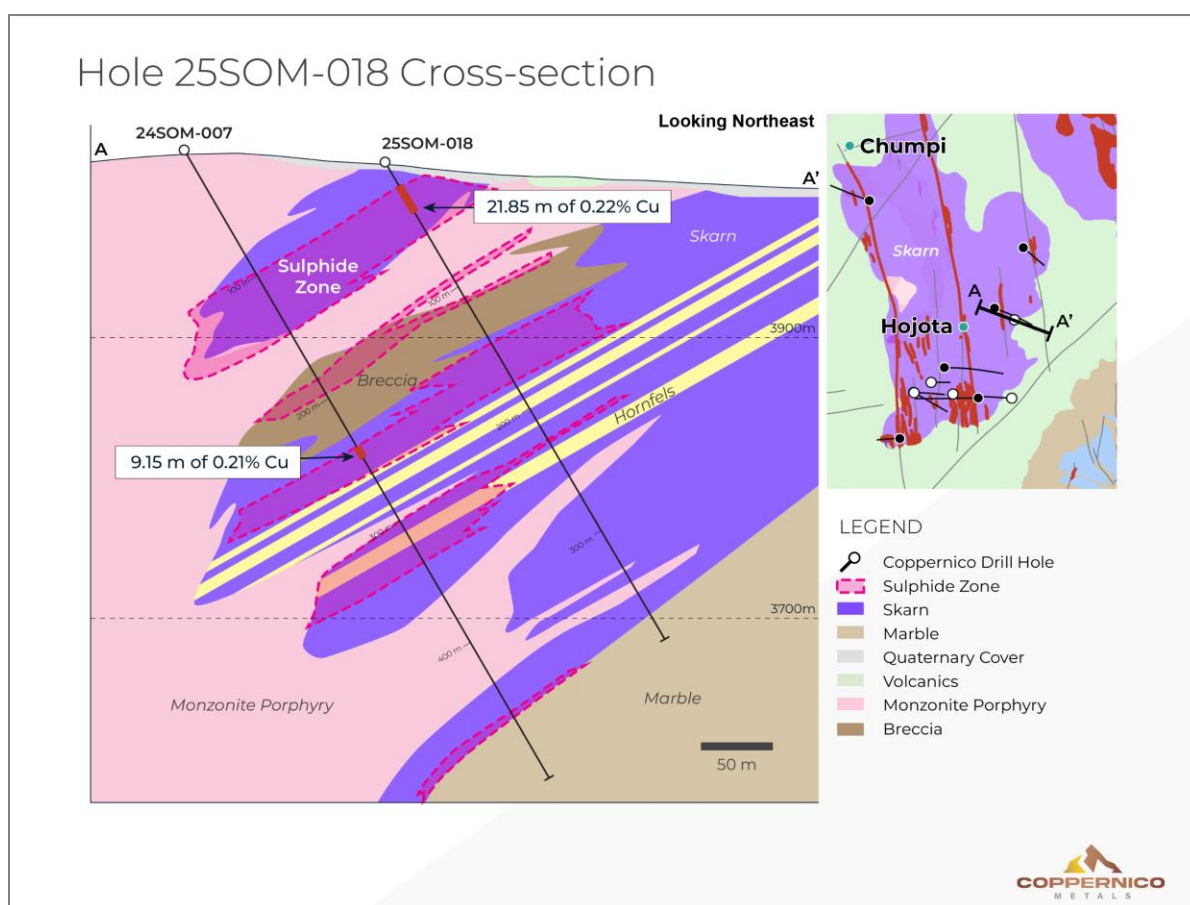 Hole 25SOM-018 Cross-section
24SOM-007
25SOM-018
Looking Northeast
A
A'
21.85 m of 0.22% Cu
Skarn
Sulphide
Zone
100 m
100 m
3900m
Breccia
200 m
200 m
Hornfels
9.15 m of 0.21% Cu
300 m
300 m
3700m
400 m
Monzonite Porphyry
Marble
50 m
Chumpi
Skarn
A
Hojota
A'
LEGEND
Coppernico Drill Hole
Sulphide Zone
Skarn
Marble
Quaternary Cover
Volcanics
Monzonite Porphyry
Breccia
COPPERNICO
METALS